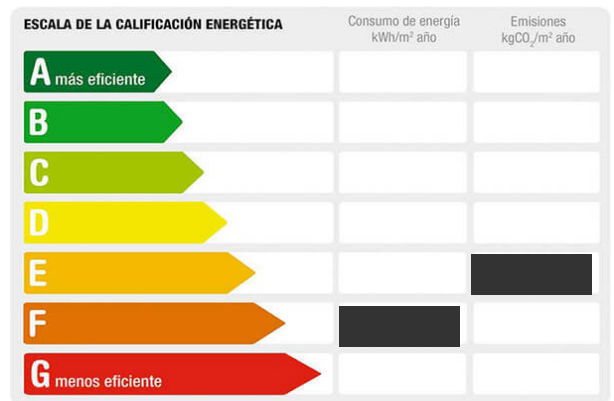 ESCALA DE LA CALIFICACIÓN ENERGÉTICA
Consumo de energía
kWh/m² año
Emisiones
kgCO₂/m² año
A más eficiente
B
C
D
E
F
G menos eficiente